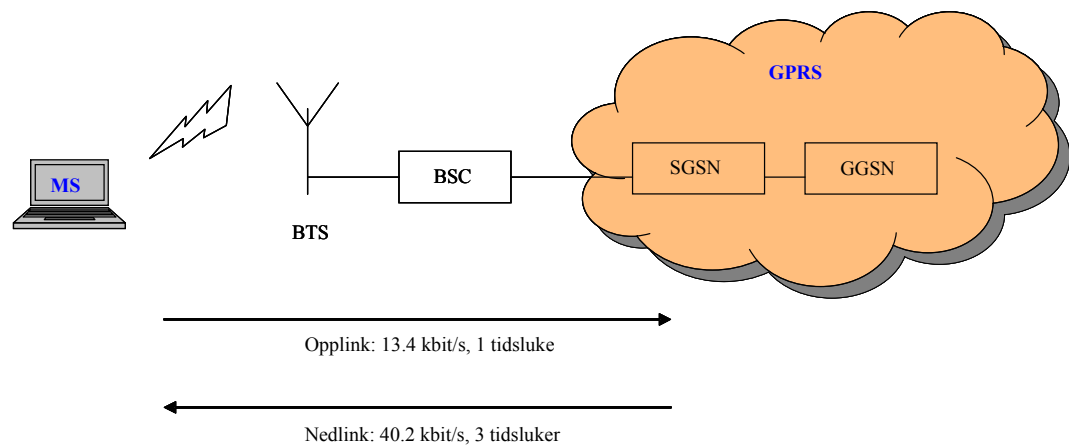 GPRS
MS
BSC
SGSN
GGSN
BTS
Opplink: 13.4 kbit/s, 1 tidsluke
Nedlink: 40.2 kbit/s, 3 tidsluker